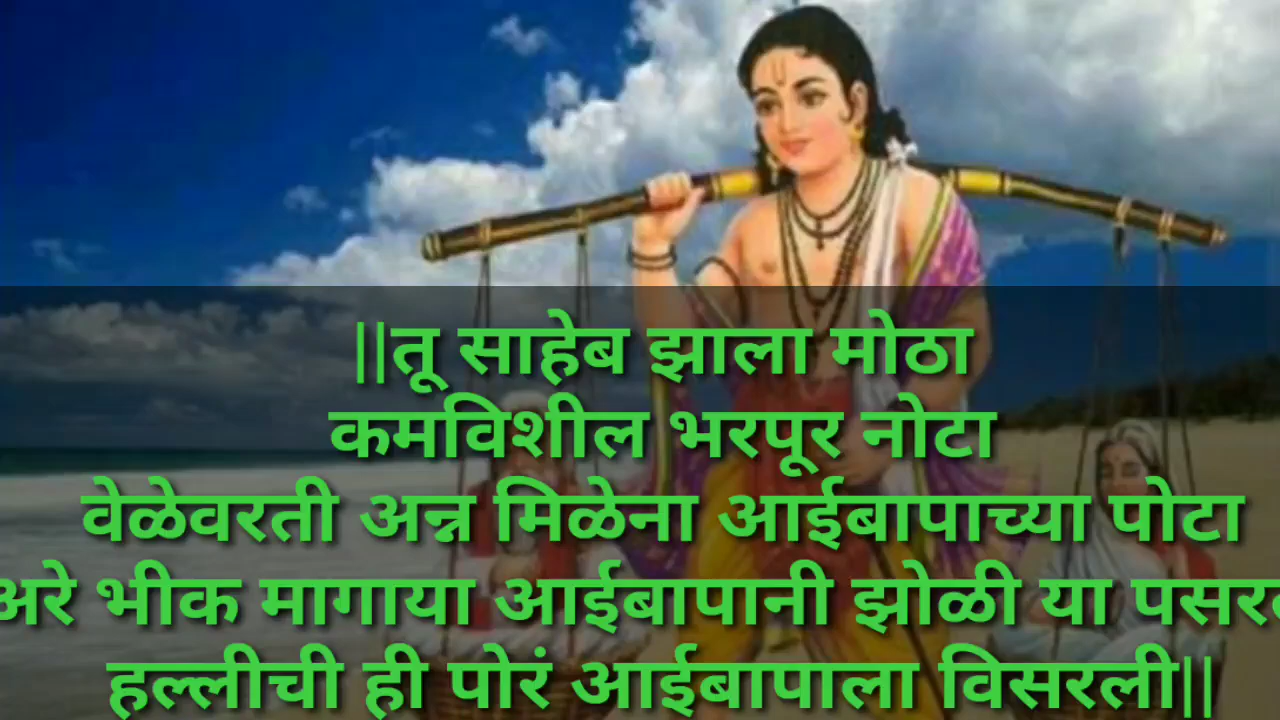 ||तू साहेब झाला मोठा
कमविशील भरपूर नोटा
वेळेवरती अन्न मिळेना आईबापाच्या पोटा
अरे भीक मागाया आईबापानी झोळी या
हल्लीची ही पोरं आईबापाला विसरली||